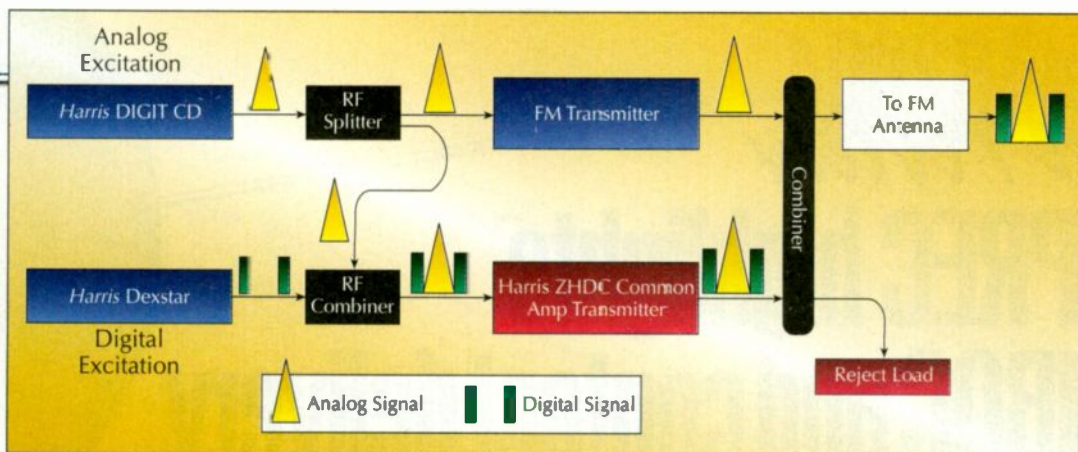 Analog
Excitation
Harris DIGIT CD
RF
Splitter
FM Transmitter
To FM
Antenna
Combiner
Harris Dexstar
RF
Combiner
Harris ZHDC Common
Amp Transmitter
Digital
Excitation
Reject Load
Analog Signal
Digital Signal